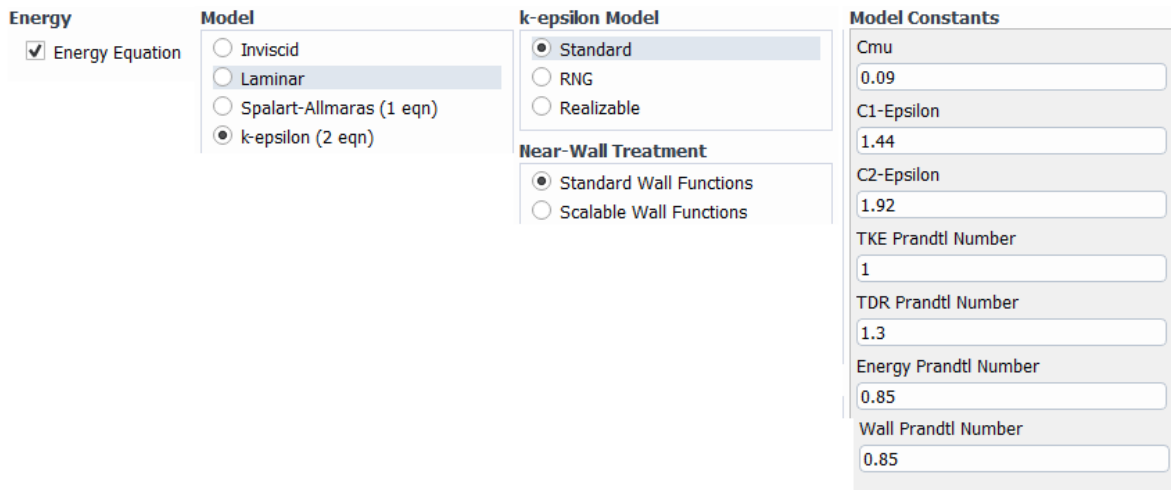 Energy
Energy Equation
Model
Inviscid
Laminar
Spalart-Allmaras (1 eqn)
k-epsilon (2 eqn)
k-epsilon Model
Standard
RNG
Realizable
Near-Wall Treatment
Standard Wall Functions
Scalable Wall Functions
Model Constants
Cmu
0.09
C1-Epsilon
1.44
C2-Epsilon
1.92
TKE Prandtl Number
1
TDR Prandtl Number
1.3
Energy Prandtl Number
0.85
Wall Prandtl Number
0.85